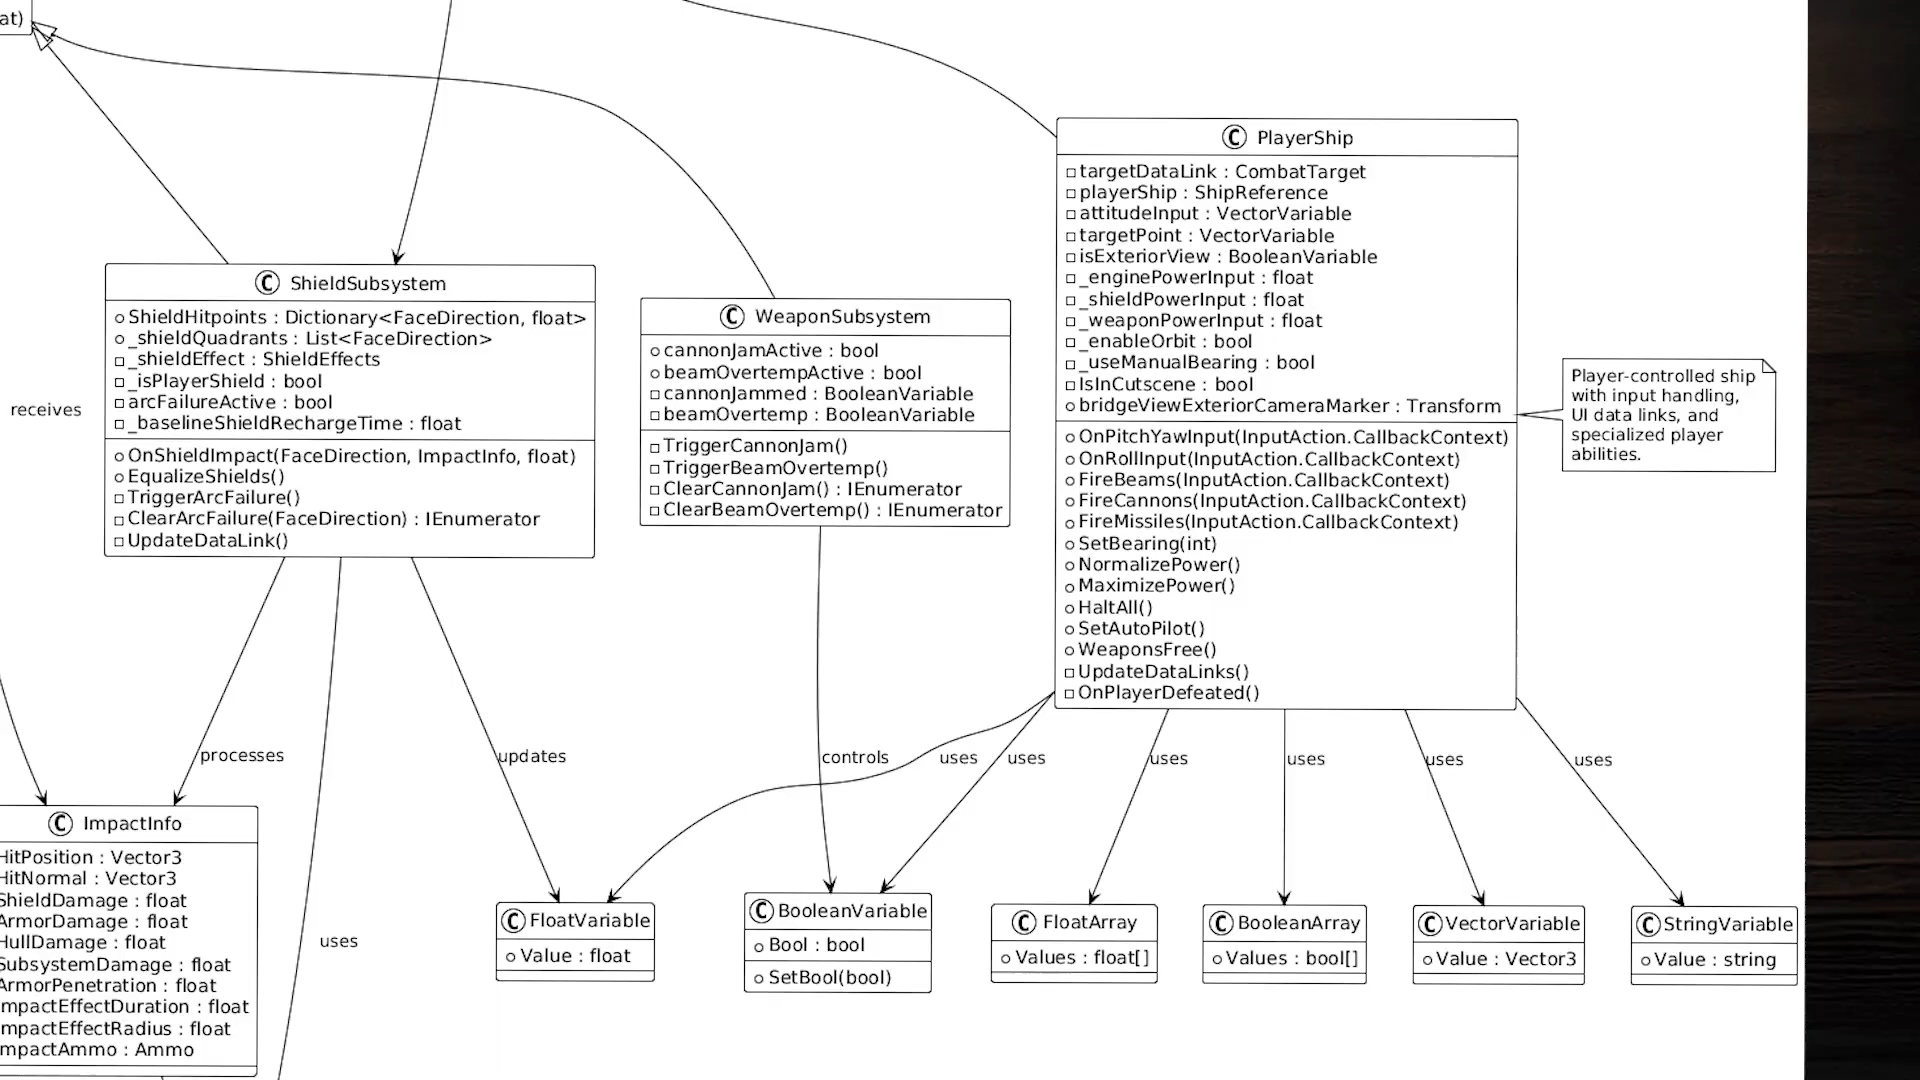 at)
receives
C ShieldSubsystem
ShieldHitpoints : Dictionary<FaceDirection, float>
_shieldQuadrants : List<FaceDirection>
_shieldEffect : ShieldEffects
_isPlayerShield : bool
arcFailureActive : bool
_baselineShieldRechargeTime : float
OnShieldImpact(FaceDirection, ImpactInfo, float)
EqualizeShields()
TriggerArcFailure()
ClearArcFailure(FaceDirection) : IEnumerator
UpdateDataLink()
C WeaponSubsystem
cannonJamActive : bool
beamOvertempActive : bool
cannonJammed : BooleanVariable
beamOvertemp : BooleanVariable
TriggerCannonJam()
TriggerBeamOvertemp()
ClearCannonJam() : IEnumerator
ClearBeamOvertemp() : IEnumerator
C PlayerShip
targetDataLink : CombatTarget
playerShip : ShipReference
attitudeInput : VectorVariable
targetPoint : VectorVariable
isExteriorView : BooleanVariable
_enginePowerInput : float
_shieldPowerInput : float
_weaponPowerInput : float
_enableOrbit : bool
_useManualBearing : bool
IsInCutscene : bool
bridgeViewExteriorCameraMarker : Transform
OnPitchYawInput(InputAction.CallbackContext)
OnRollInput(InputAction.CallbackContext)
FireBeams(InputAction.CallbackContext)
FireCannons(InputAction.CallbackContext)
FireMissiles(InputAction.CallbackContext)
SetBearing(int)
NormalizePower()
MaximizePower()
HaltAll()
SetAutoPilot()
WeaponsFree()
UpdateDataLinks()
OnPlayerDefeated()
Player-controlled ship
with input handling,
UI data links, and
specialized player
abilities.
processes
updates
controls
uses
uses
uses
uses
uses
uses
uses
C ImpactInfo
HitPosition : Vector3
HitNormal : Vector3
ShieldDamage : float
ArmorDamage : float
HullDamage : float
SubsystemDamage : float
ArmorPenetration : float
mpactEffectDuration : float
mpactEffectRadius : float
mpactAmmo : Ammo
C FloatVariable
Value : float
C BooleanVariable
Bool : bool
SetBool(bool)
C FloatArray
Values : float[]
C BooleanArray
Values : bool[]
C VectorVariable
Value : Vector3
C StringVariable
Value : string